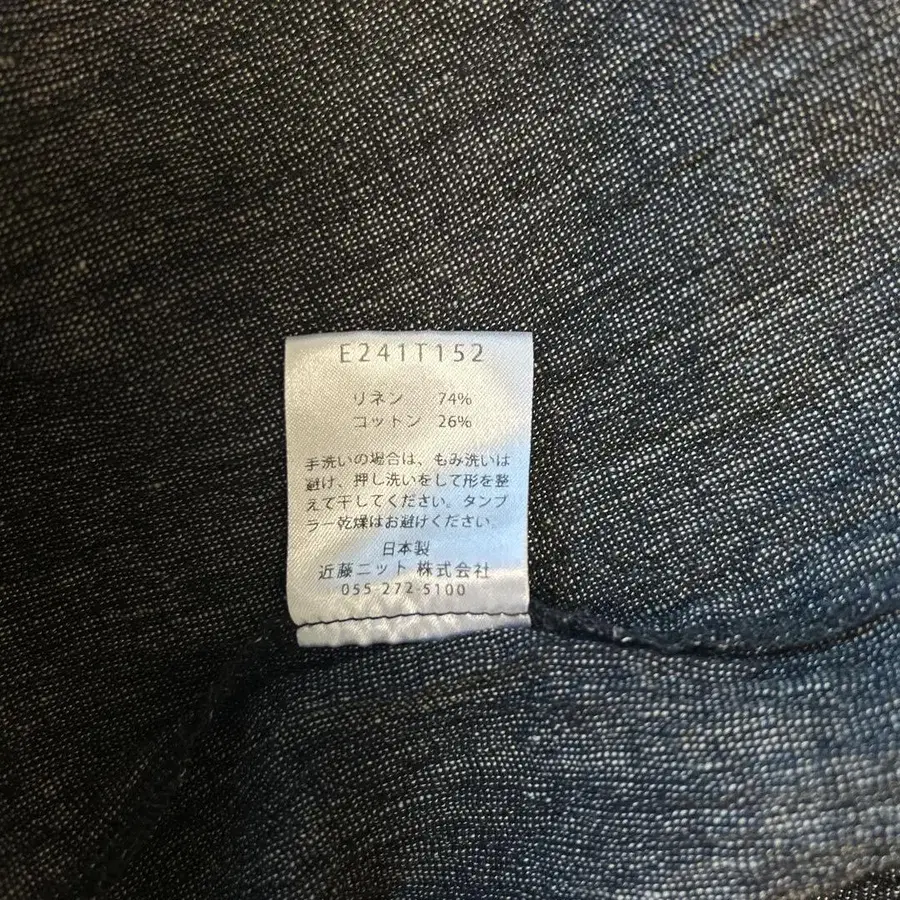 E241T152
リネン 74%
コットン 26%
手洗いの場合は、もみ洗いは
避け、押し洗いをして形を整
えて干してください。タンブ
ラー乾燥はお避けください。
日本製
近藤ニット 株式会社
055-272-5100